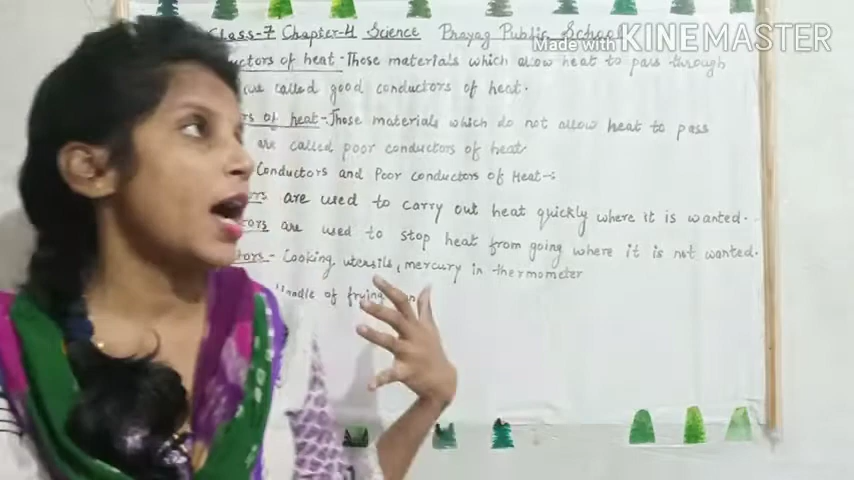 Class-7 Chapter-4 Science Prayag Public School
Made with KINEMASTER
of heat-Those materials which allow heat to pass through
are called good conductors of heat.
of heat-Those materials which do not allow heat to pass
are called poor conductors of heat
Conductors and Poor conductors of Heat-:
are used to carry out heat quickly where it is wanted.
are used to stop heat from going where it is not wanted.
- Cooking utensils, mercury in thermometer
Handle of frying